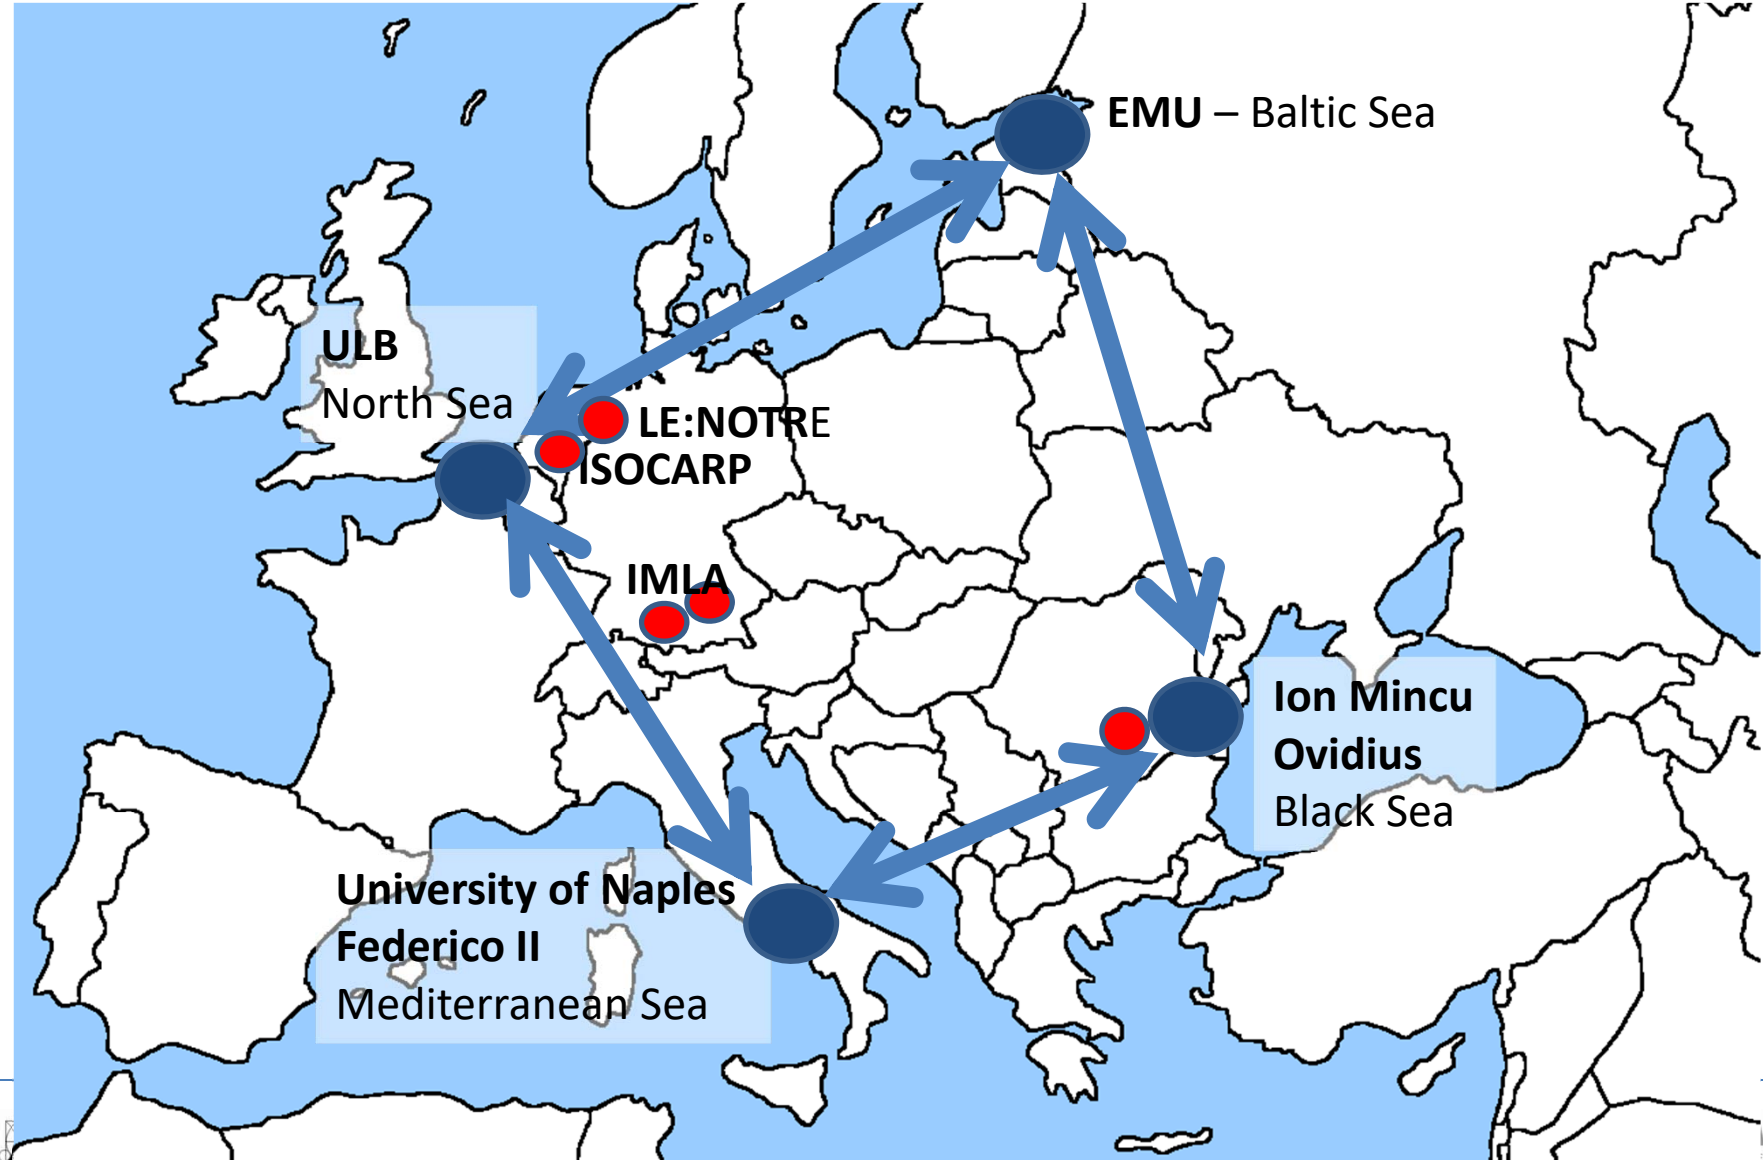 EMU – Baltic Sea
ULB
North Sea
LE:NOTRE
ISOCARP
IMLA
Ion Mincu
Ovidius
Black Sea
University of Naples
Federico II
Mediterranean Sea